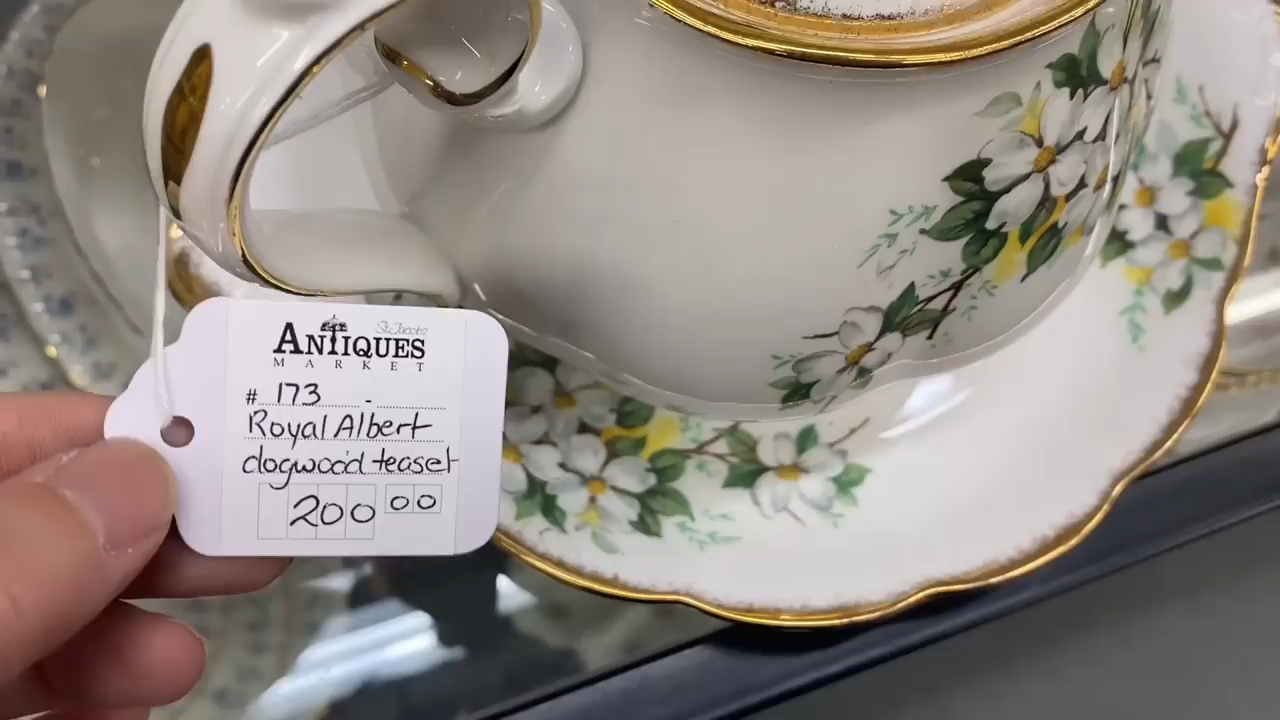 St. Jacobs
ANTIQUES
MARKET
# 173 -
Royal Albert
dogwood teaset
200 00